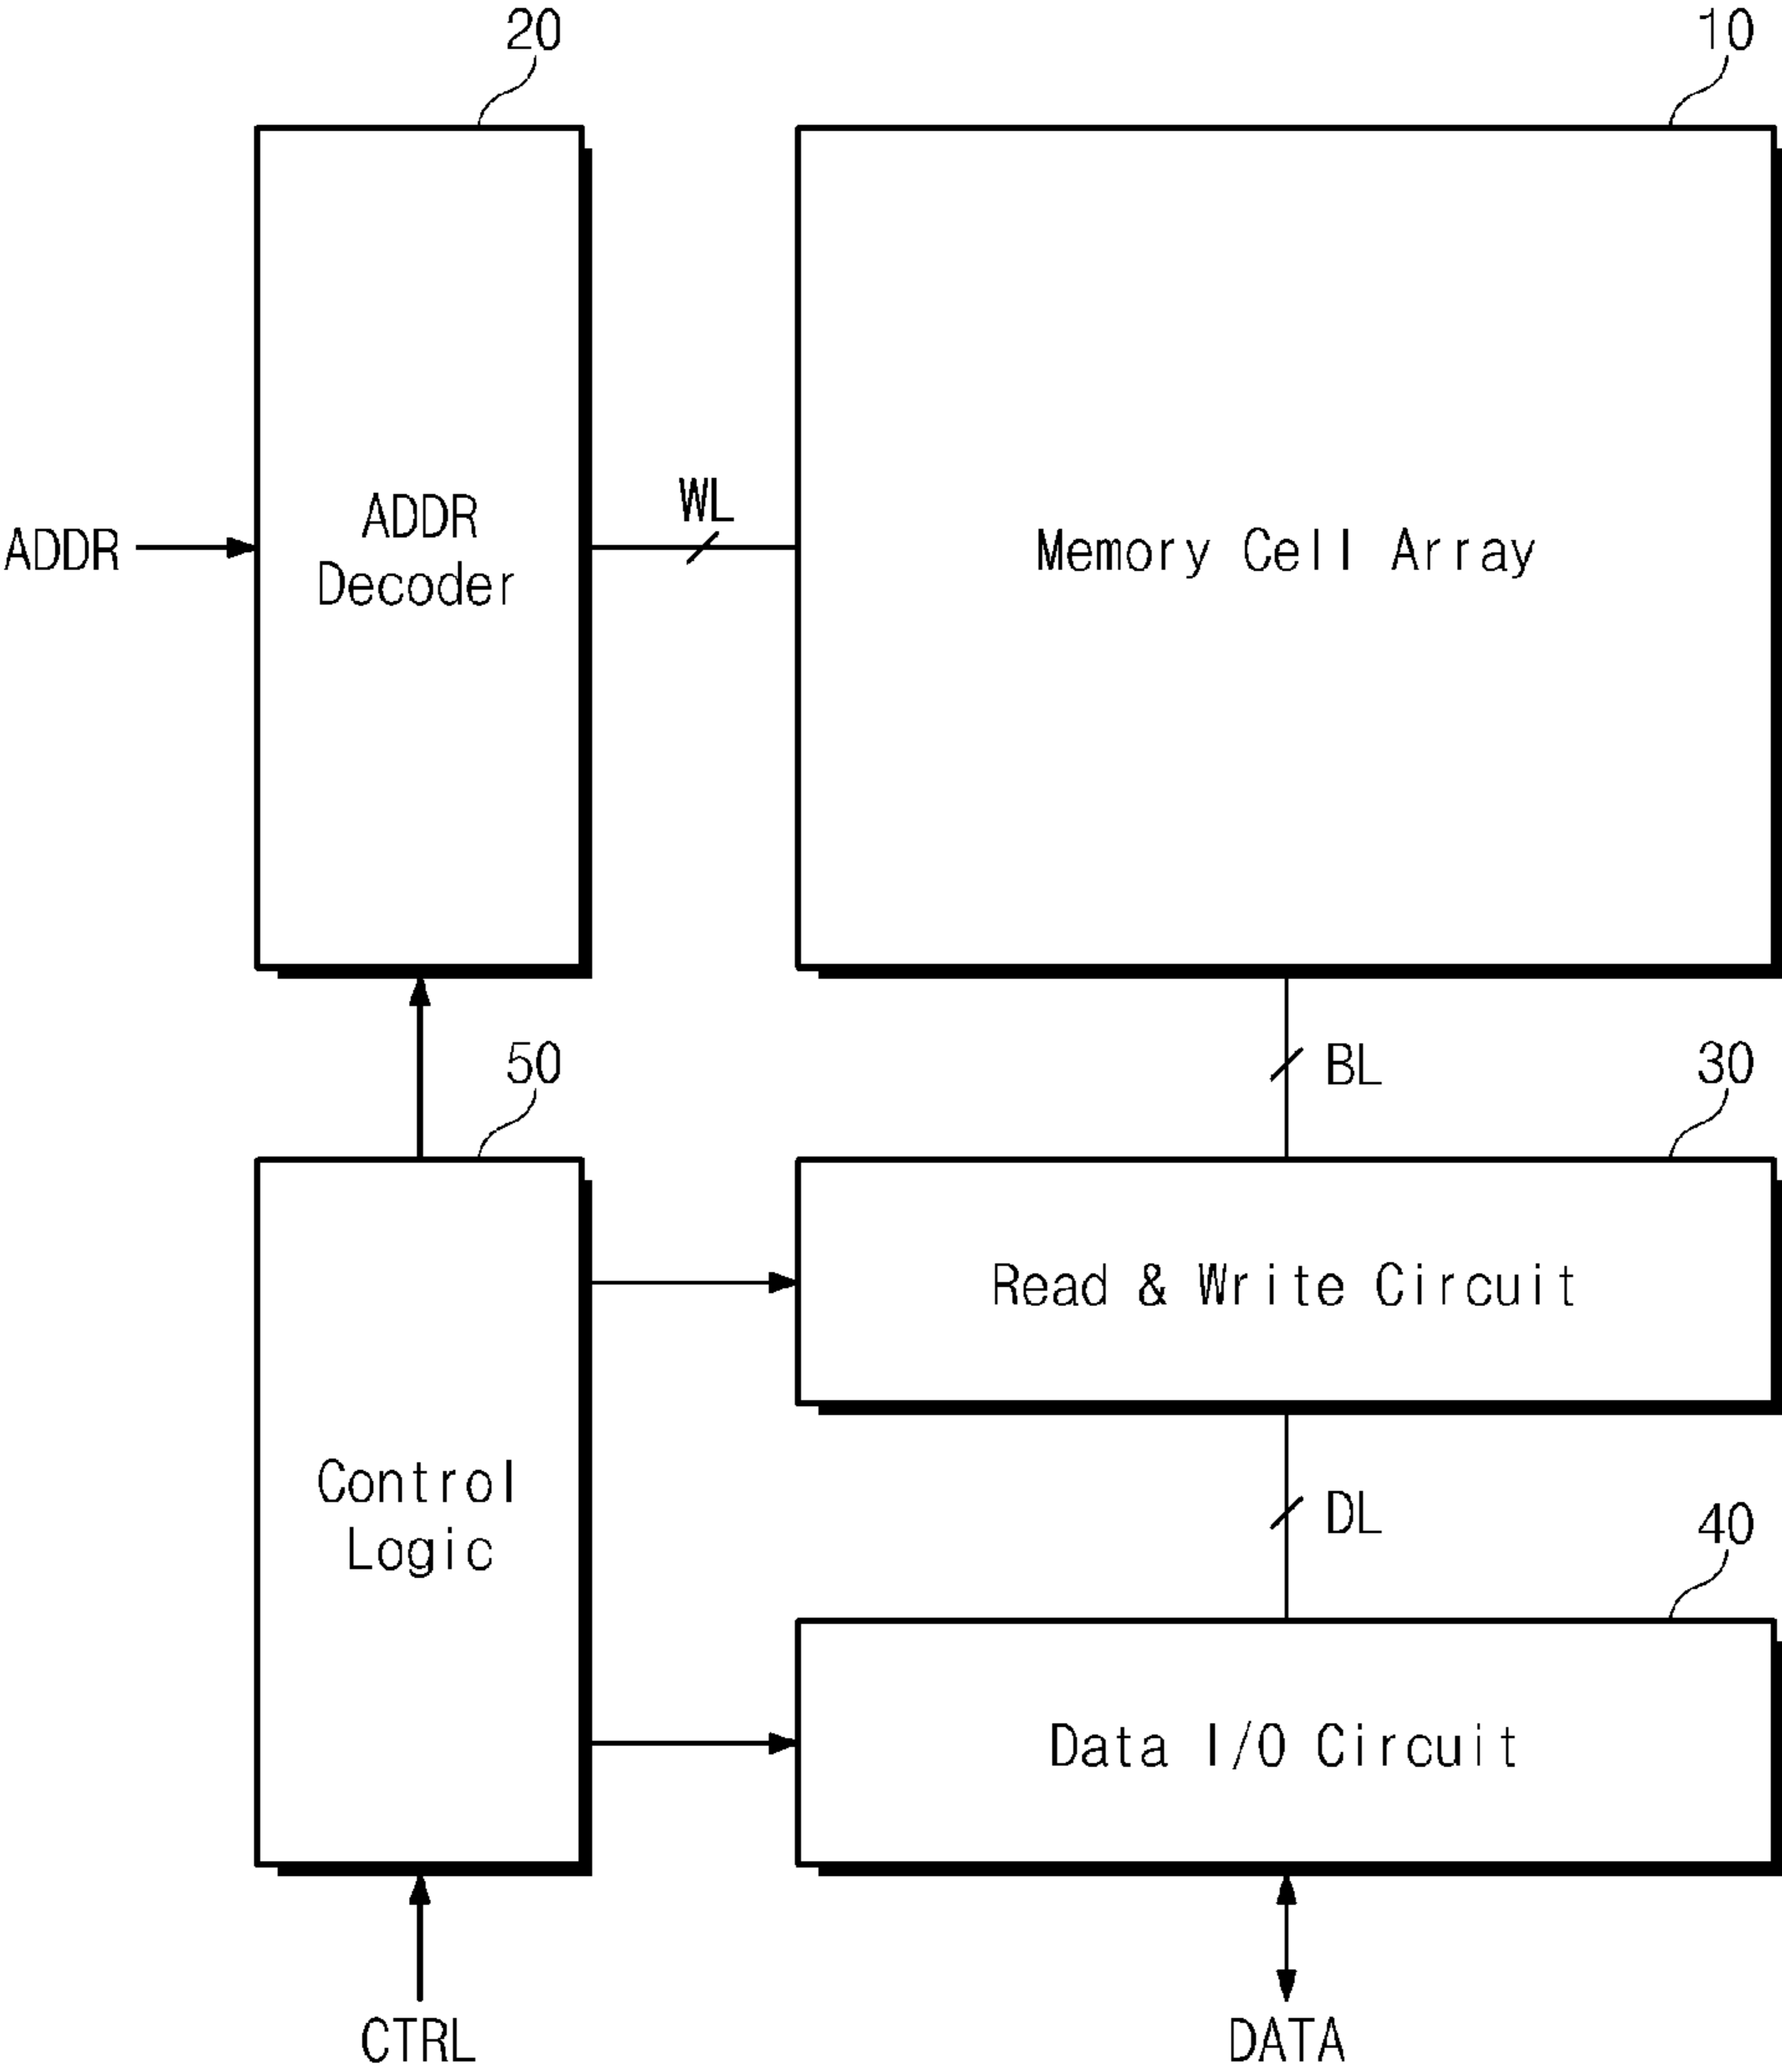 20
10
ADDR
ADDR
Decoder
WL
Memory Cell Array
50
BL
30
Read & Write Circuit
Control
Logic
DL
40
Data I/O Circuit
CTRL
DATA